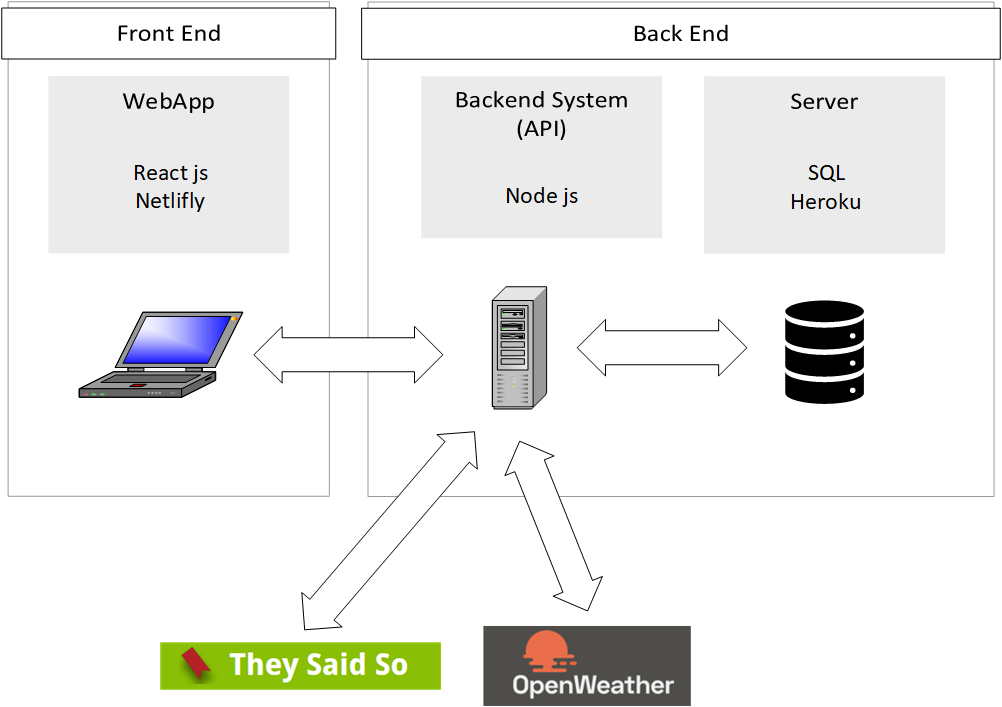 Front End
Back End
WebApp
React js
Netlifly
Backend System
(API)
Node js
Server
SQL
Heroku
They Said So
OpenWeather